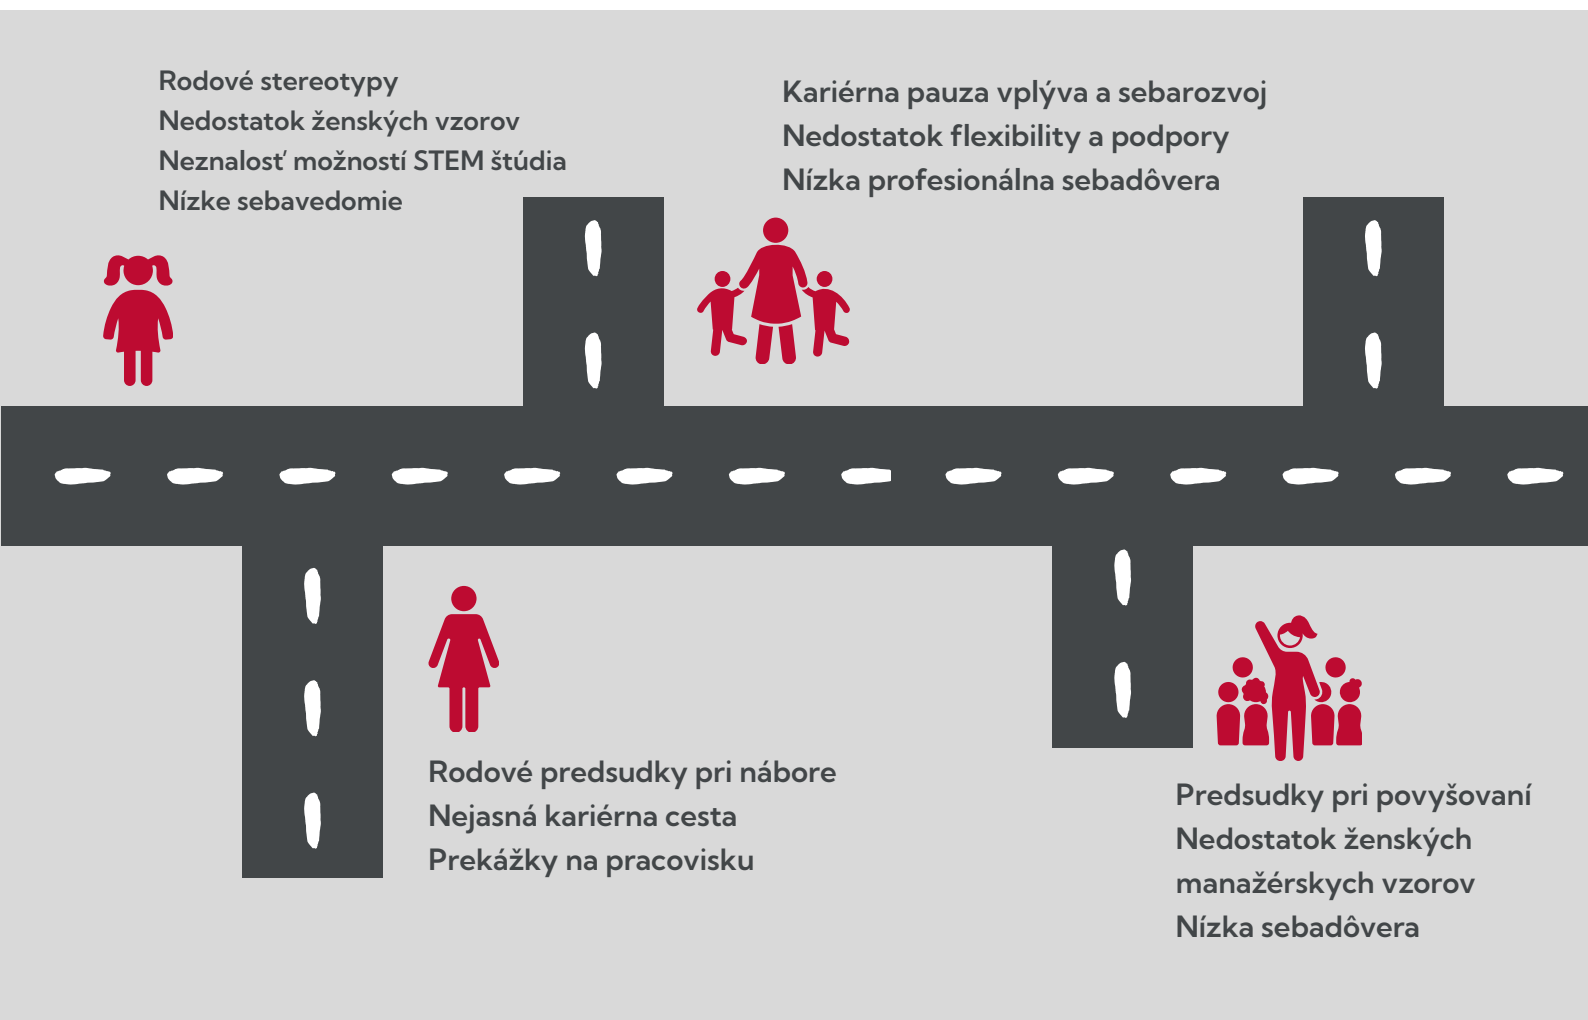 Rodové stereotypy
Nedostatok ženských vzorov
Neznalosť možností STEM štúdia
Nízke sebavedomie
Kariérna pauza vplýva a sebarozvoj
Nedostatok flexibility a podpory
Nízka profesionálna sebadôvera
Rodové predsudky pri nábore
Nejasná kariérna cesta
Prekážky na pracovisku
Predsudky pri povyšovaní
Nedostatok ženských
manažérskych vzorov
Nízka sebadôvera